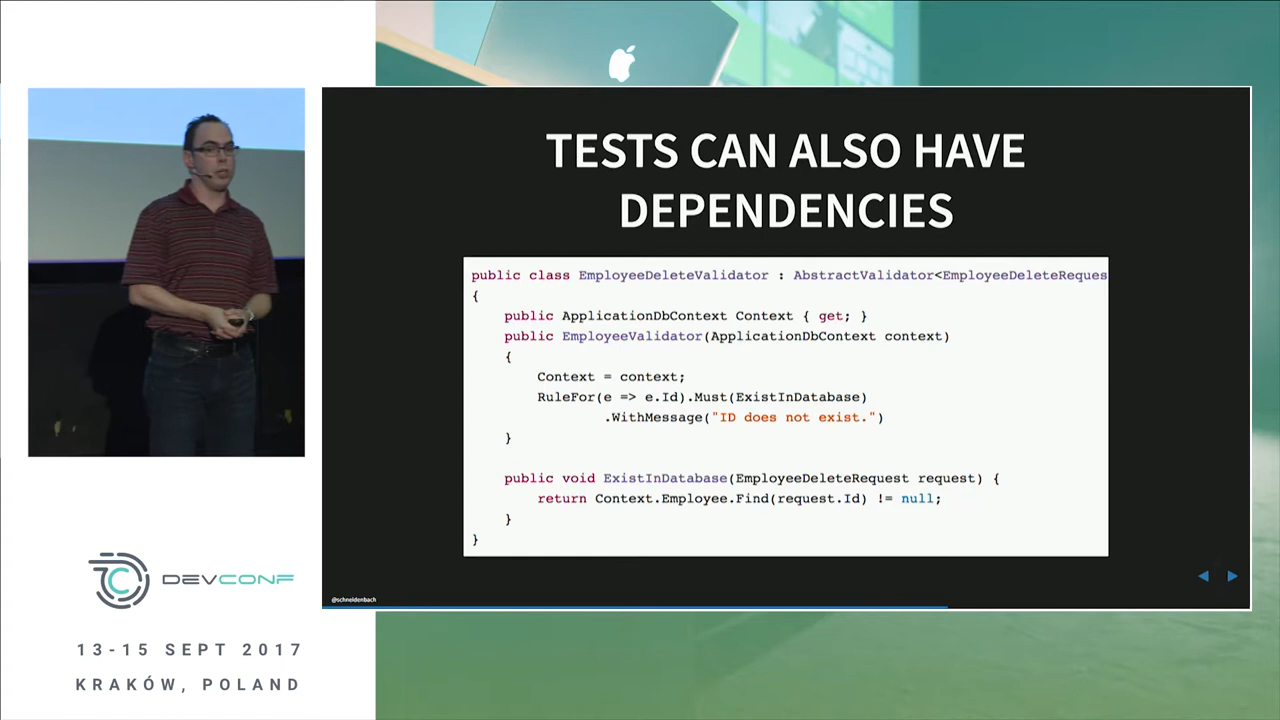 TESTS CAN ALSO HAVE
DEPENDENCIES
public class EmployeeDeleteValidator : AbstractValidator<EmployeeDeleteReques
{
public ApplicationDbContext Context { get; }
public EmployeeValidator(ApplicationDbContext context)
{
Context = context;
RuleFor(e => e.Id).Must(ExistInDatabase)
.WithMessage("ID does not exist.")
}
public void ExistInDatabase(EmployeeDeleteRequest request) {
return Context.Employee.Find(request.Id) != null;
}
}
@schneidenbach
DEVCONF
13-15 SEPT 2017
KRAKÓW, POLAND